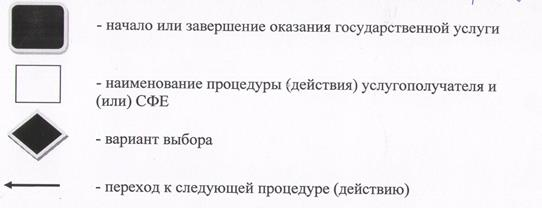 - начало или завершение оказания государственной услуги
- наименование процедуры (действия) услугополучателя и
(или) СФЕ
- вариант выбора
- переход к следующей процедуре (действию)